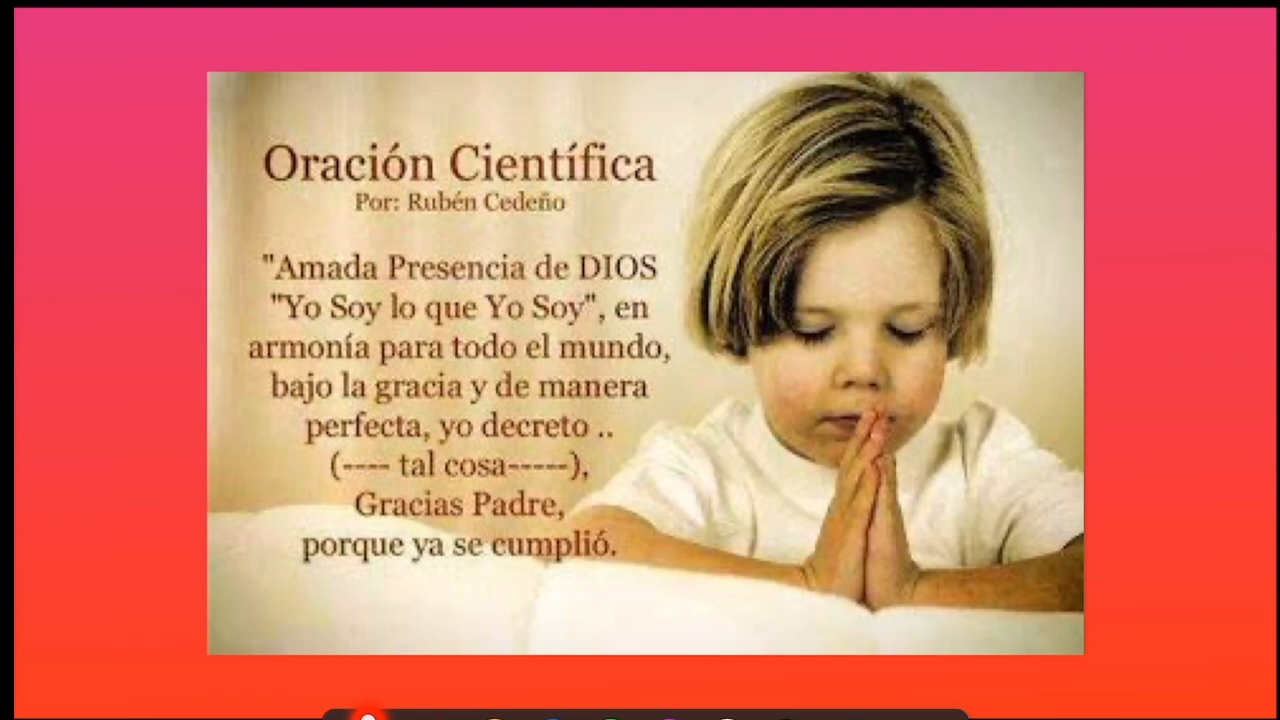 Oración Científica
Por: Rubén Cedeño
"Amada Presencia de DIOS
"Yo Soy lo que Yo Soy", en
armonía para todo el mundo,
bajo la gracia y de manera
perfecta, yo decreto ..
(---- tal cosa-----),
Gracias Padre,
porque ya se cumplió.